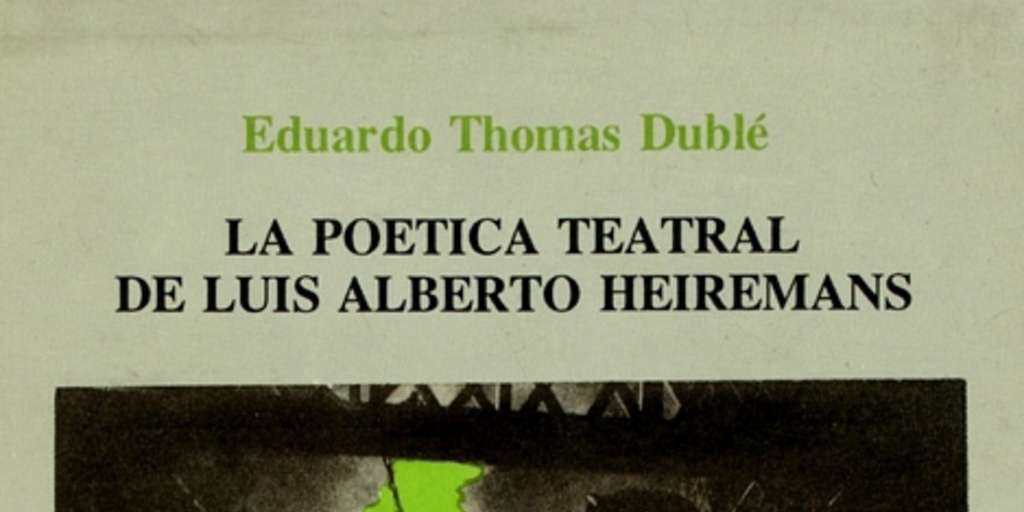 Eduardo Thomas Dublé
LA POETICA TEATRAL
DE LUIS ALBERTO HEIREMANS